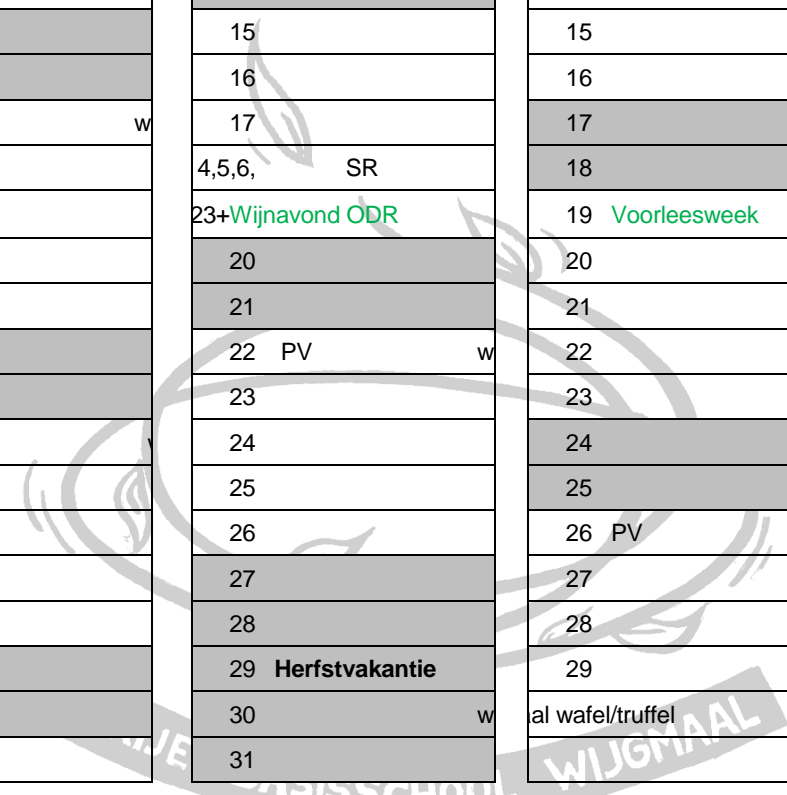 w
15
16
17
4,5,6, SR
23+Wijnavond ODR
20
21
22 PV w
23
24
25
26
27
28
29 Herfstvakantie
30 w
31
15
16
17
18
19 Voorleesweek
20
21
22
23
24
25
26 PV
27
28
29
aal wafel/truffel
BASISSCHOOL WIJGMAAL